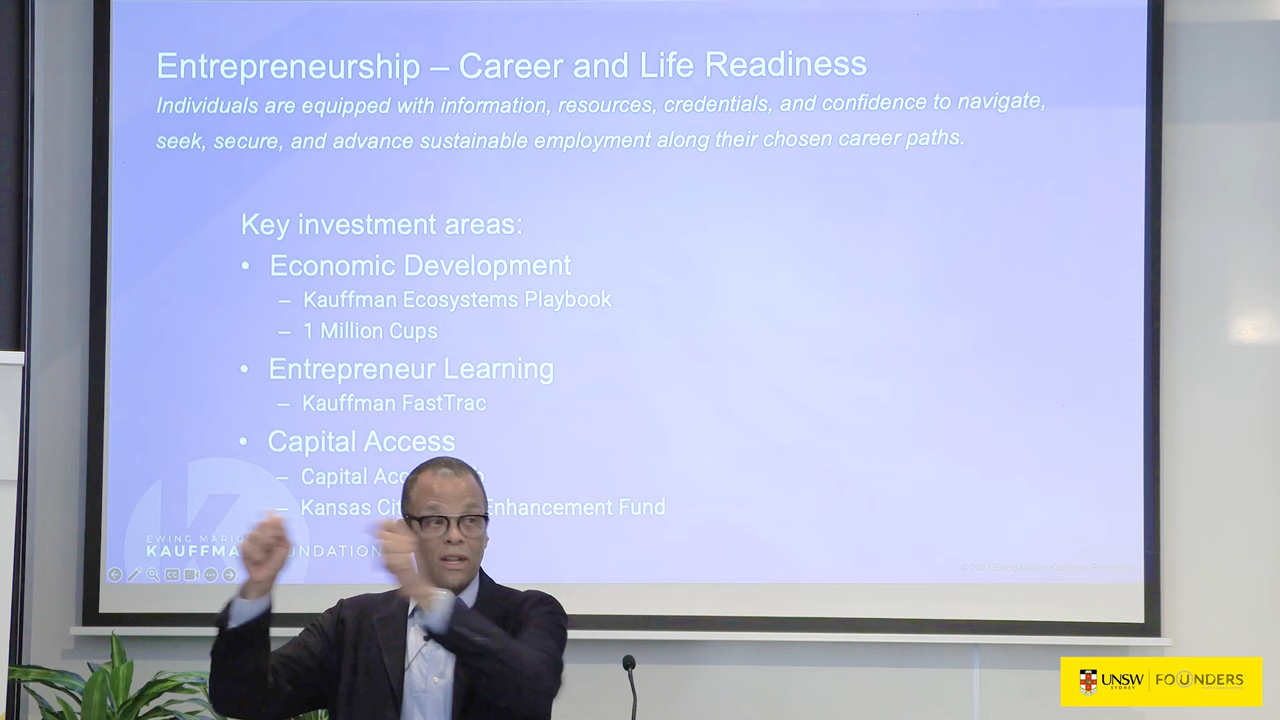 Entrepreneurship – Career and Life Readiness
Individuals are equipped with information, resources, credentials, and confidence to navigate,
seek, secure, and advance sustainable employment along their chosen career paths.
Key investment areas:
• Economic Development
– Kauffman Ecosystems Playbook
– 1 Million Cups
• Entrepreneur Learning
– Kauffman FastTrac
• Capital Access
– Capital
– Kansas Enhancement Fund
EWING
KAUFFMA UNDATION
CC
UNSW
SYDNEY
FOUNDERS